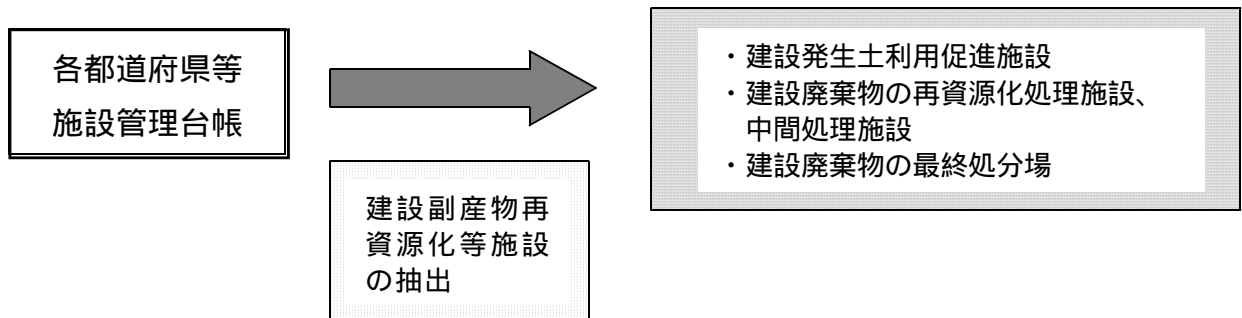 各都道府県等
施設管理台帳
建設副産物再
資源化等施設
の抽出
・建設発生土利用促進施設
・建設廃棄物の再資源化処理施設、
中間処理施設
・建設廃棄物の最終処分場